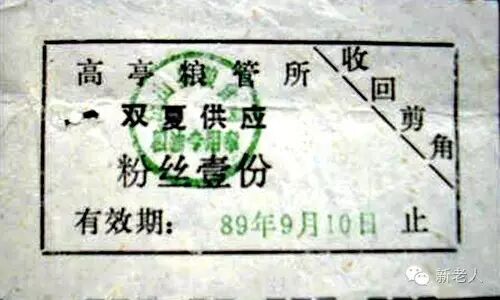 高亭粮管所
收回剪角
双夏供应
粉丝壹份
有效期: 89年9月10日 止
新老人